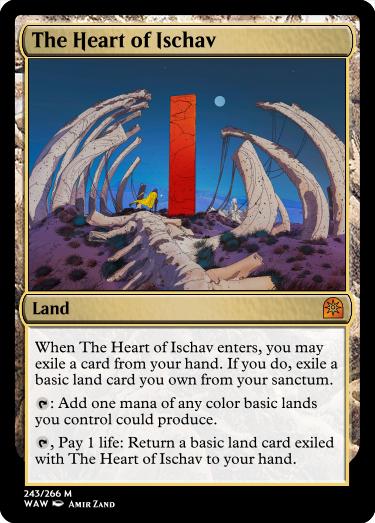 The Heart of Ischav
Land
When The Heart of Ischav enters, you may
exile a card from your hand. If you do, exile a
basic land card you own from your sanctum.
: Add one mana of any color basic lands
you control could produce.
, Pay 1 life: Return a basic land card exiled
with The Heart of Ischav to your hand.
243/266 M
WAW Amir Zand